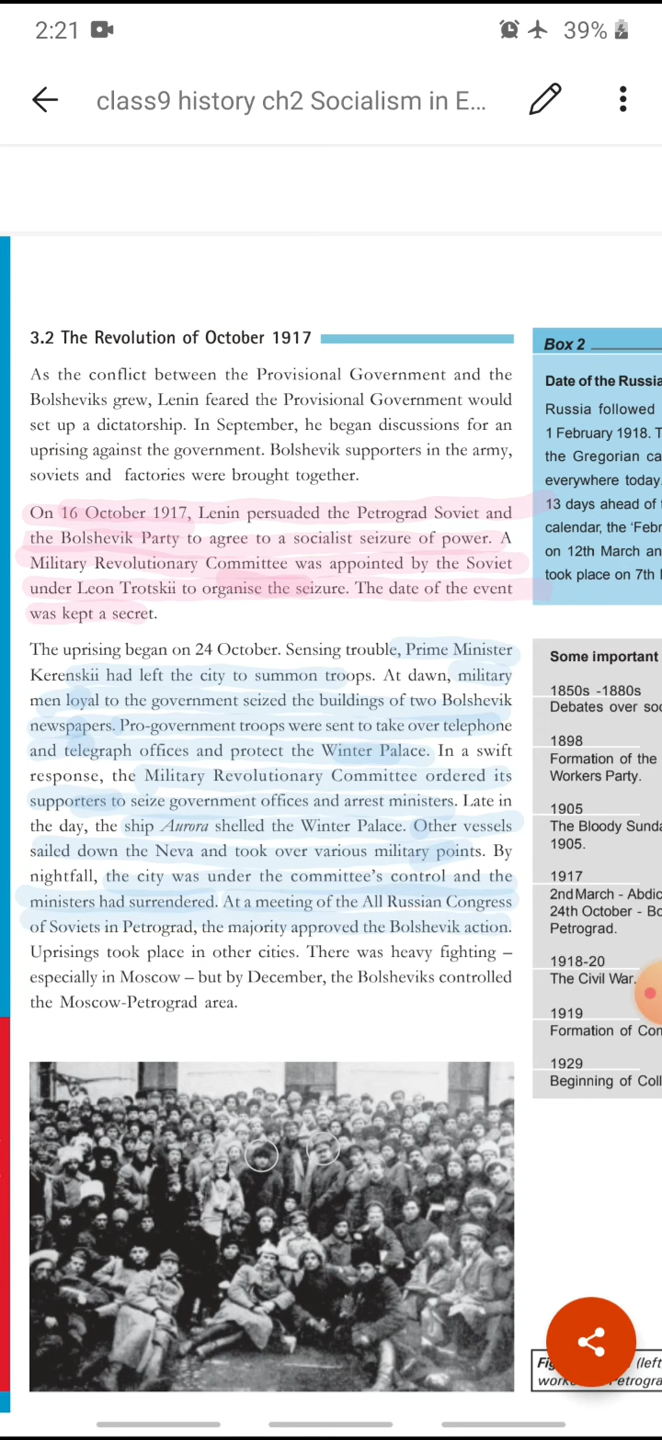 2:21
39%
class9 history ch2 Socialism in E...
3.2 The Revolution of October 1917
As the conflict between the Provisional Government and the
Bolsheviks grew, Lenin feared the Provisional Government would
set up a dictatorship. In September, he began discussions for an
uprising against the government. Bolshevik supporters in the army,
soviets and factories were brought together.
On 16 October 1917, Lenin persuaded the Petrograd Soviet and
the Bolshevik Party to agree to a socialist seizure of power. A
Military Revolutionary Committee was appointed by the Soviet
under Leon Trotskii to organise the seizure. The date of the event
was kept a secret.
The uprising began on 24 October. Sensing trouble, Prime Minister
Kerenskii had left the city to summon troops. At dawn, military
men loyal to the government seized the buildings of two Bolshevik
newspapers. Pro-government troops were sent to take over telephone
and telegraph offices and protect the Winter Palace. In a swift
response, the Military Revolutionary Committee ordered its
supporters to seize government offices and arrest ministers. Late in
the day, the ship Aurora shelled the Winter Palace. Other vessels
sailed down the Neva and took over various military points. By
nightfall, the city was under the committee's control and the
ministers had surrendered. At a meeting of the All Russian Congress
of Soviets in Petrograd, the majority approved the Bolshevik action.
Uprisings took place in other cities. There was heavy fighting –
especially in Moscow – but by December, the Bolsheviks controlled
the Moscow-Petrograd area.
Box 2
Date of the Russia
Russia followed
1 February 1918. T
the Gregorian ca
everywhere today.
13 days ahead of
calendar, the 'Febr
on 12th March an
took place on 7th
Some important
1850s -1880s
Debates over soc
1898
Formation of the
Workers Party.
1905
The Bloody Sunda
1905.
1917
2nd March - Abdic
24th October - Bo
Petrograd.
1918-20
The Civil War.
1919
Formation of Com
1929
Beginning of Coll
(left